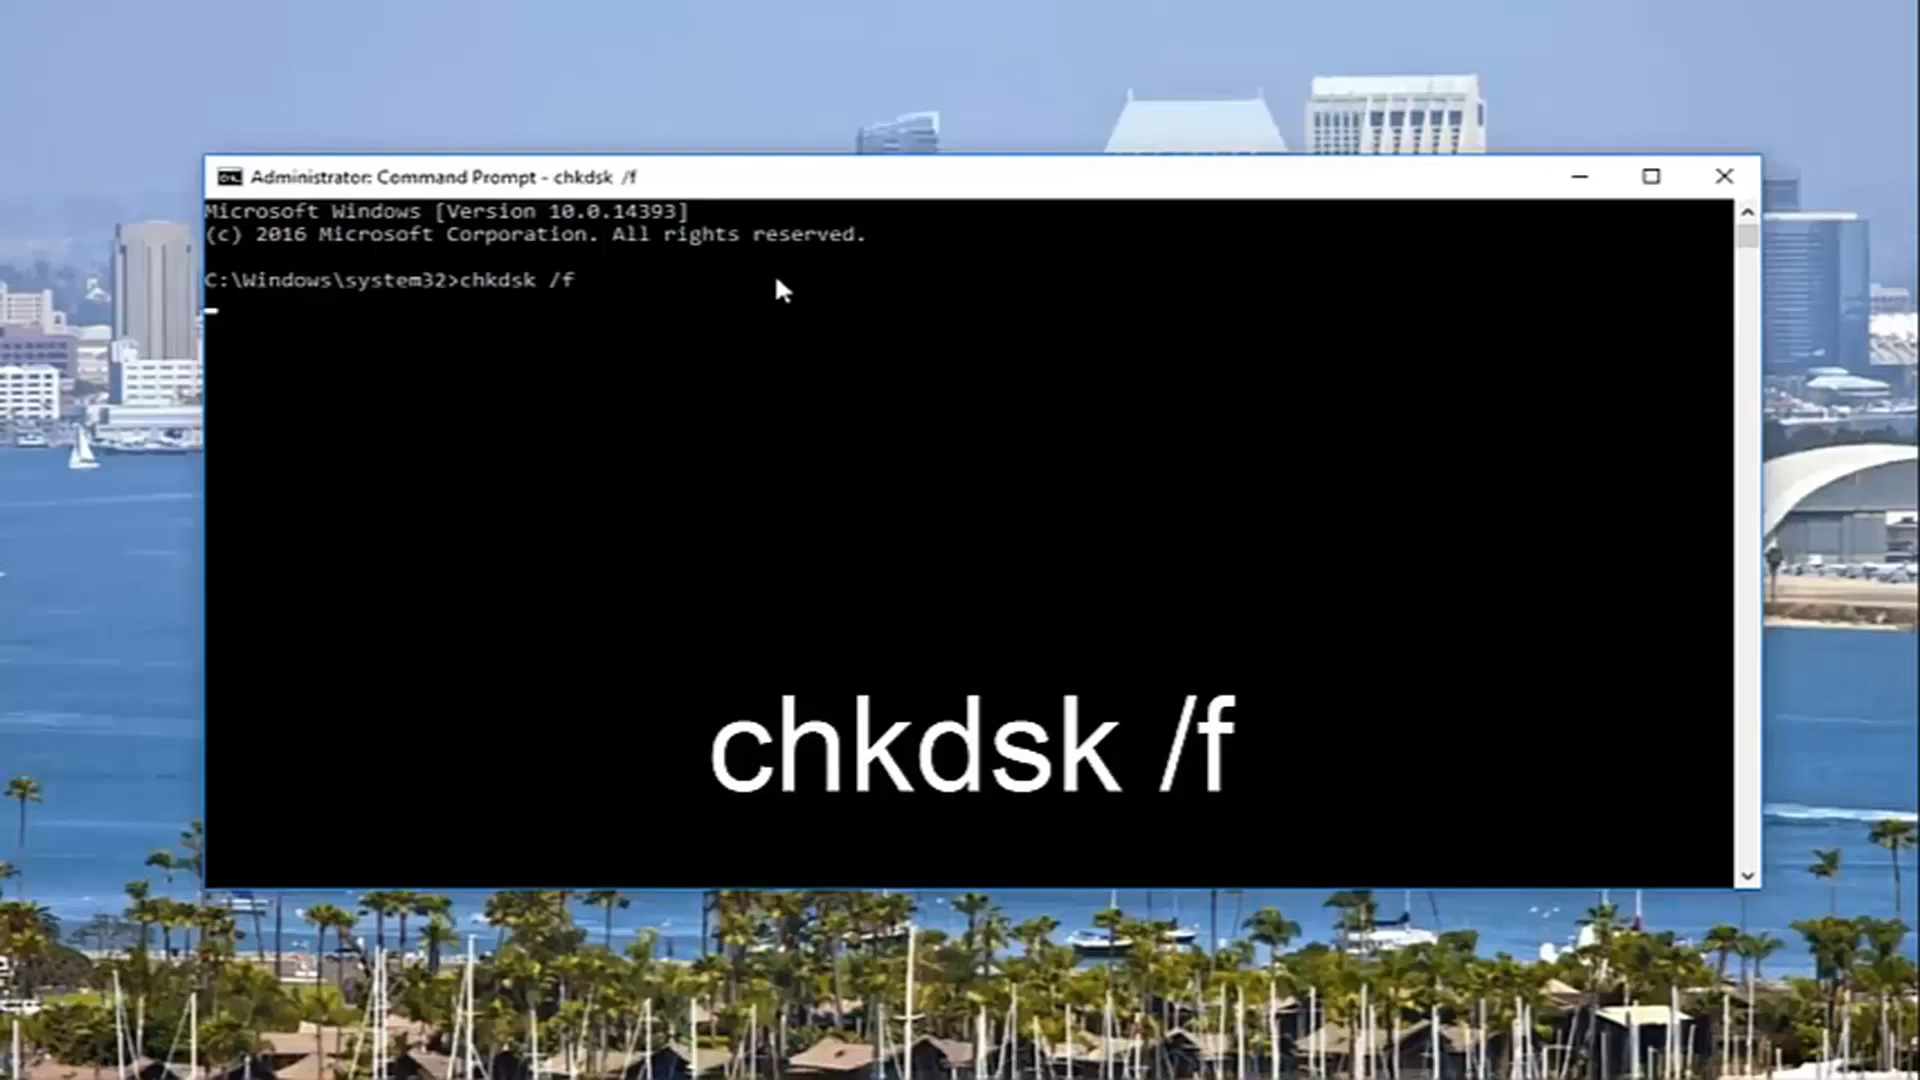 Administrator: Command Prompt - chkdsk /f
Microsoft Windows [Version 10.0.14393]
(c) 2016 Microsoft Corporation. All rights reserved.
C:\Windows\system32>chkdsk /f
chkdsk /f